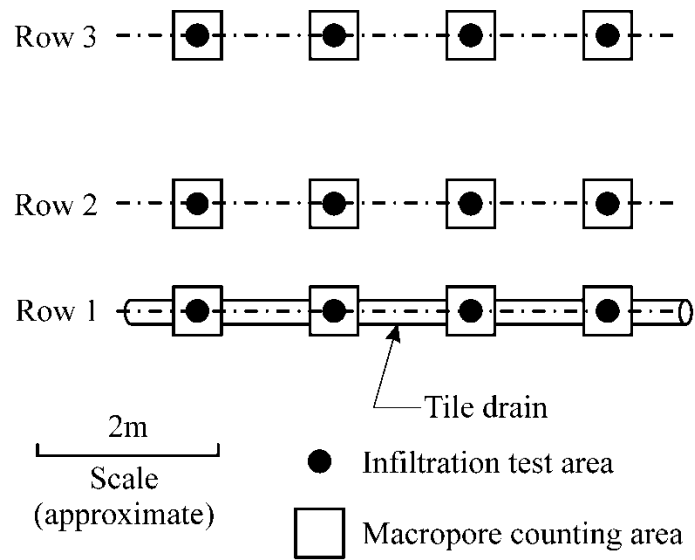 Row 3
Row 2
Row 1
Tile drain
2m
Scale
(approximate)
Infiltration test area
Macropore counting area